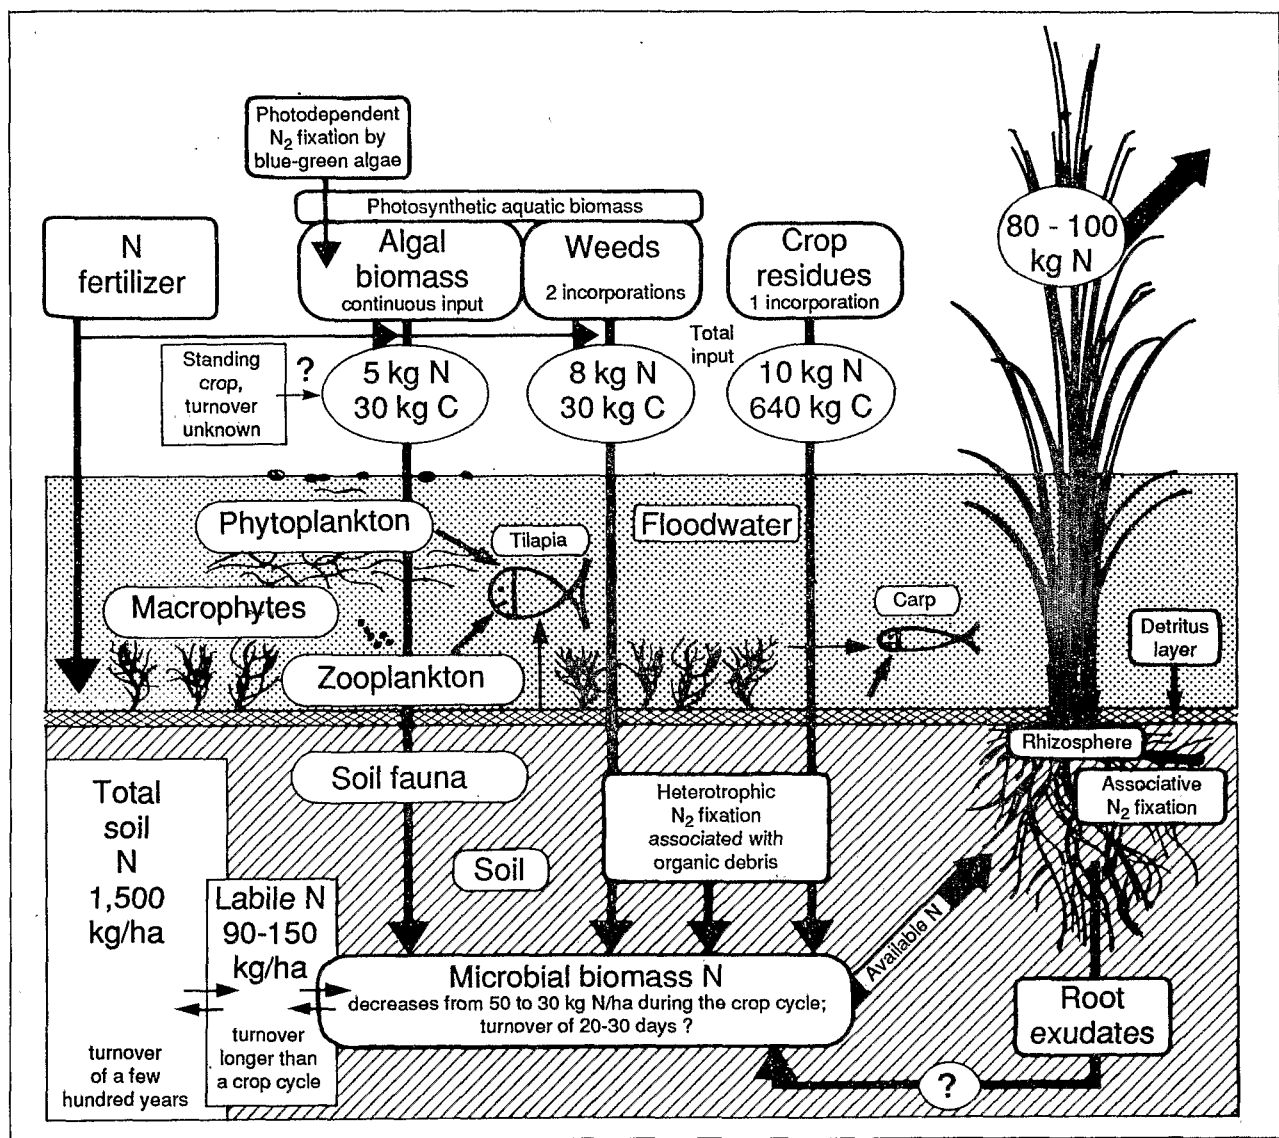 Photodependent
N2 fixation by
blue-green algae
Photosynthetic aquatic biomass
N
fertilizer
Algal
biomass
continuous input
Weeds
2 incorporations
Crop
residues
1 incorporation
80 - 100
kg N
Standing
crop,
turnover
unknown
?
5 kg N
30 kg C
8 kg N
30 kg C
Total
input
10 kg N
640 kg C
Phytoplankton
Tilapia
Floodwater
Macrophytes
Carp
Detritus
layer
Zooplankton
Rhizosphere
Soil fauna
Associative
N2 fixation
Heterotrophic
N2 fixation
associated with
organic debris
Soil
Total
soil
N
1,500
kg/ha
Labile N
90-150
kg/ha
Available N
Microbial biomass N
decreases from 50 to 30 kg N/ha during the crop cycle;
turnover of 20-30 days ?
Root
exudates
turnover
of a few
hundred years
turnover
longer than
a crop cycle
?